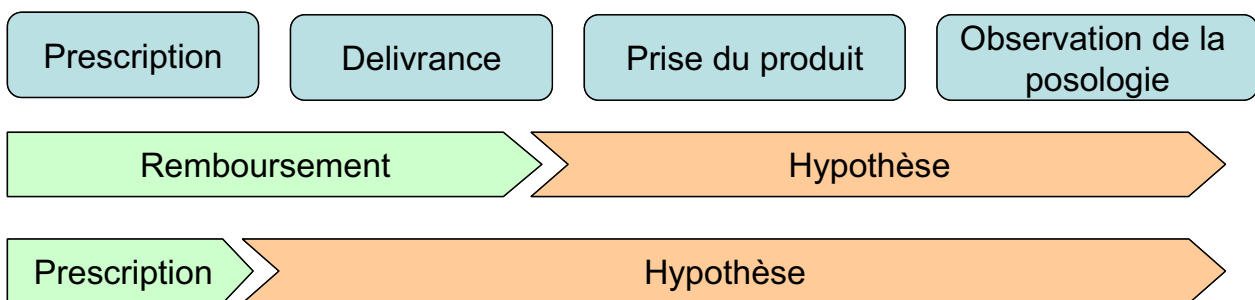 Prescription
Delivrance
Prise du produit
Observation de la
posologie
Remboursement
Hypothèse
Prescription
Hypothèse